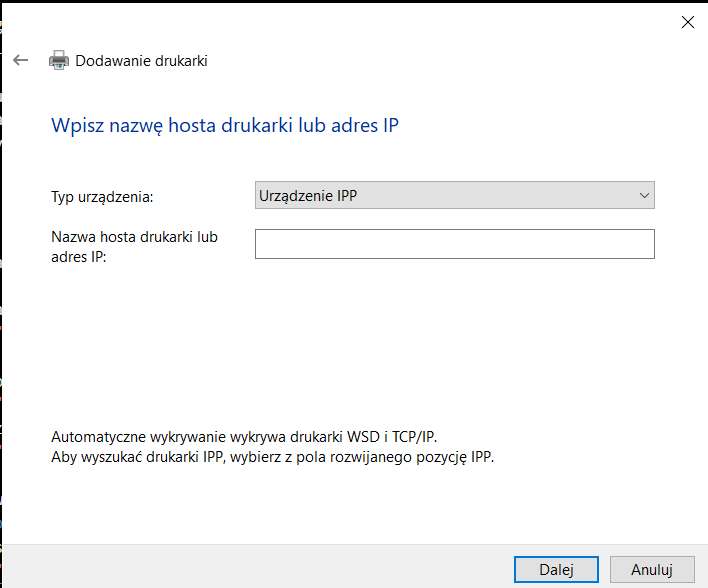 Dodawanie drukarki
Wpisz nazwę hosta drukarki lub adres IP
Typ urządzenia:
Urządzenie IPP
Nazwa hosta drukarki lub
adres IP:
Automatyczne wykrywanie wykrywa drukarki WSD i TCP/IP.
Aby wyszukać drukarki IPP, wybierz z pola rozwijanego pozycję IPP.
Dalej
Anuluj